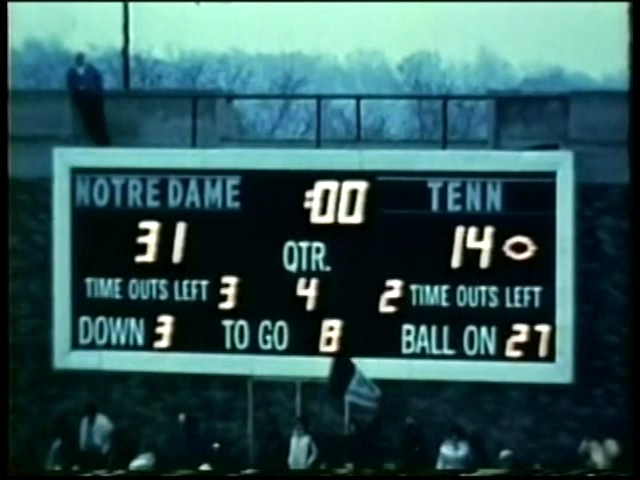 NOTRE DAME :00 TENN
31 QTR. 14
TIME OUTS LEFT 3 4 2 TIME OUTS LEFT
DOWN 3 TO GO 8 BALL ON 27